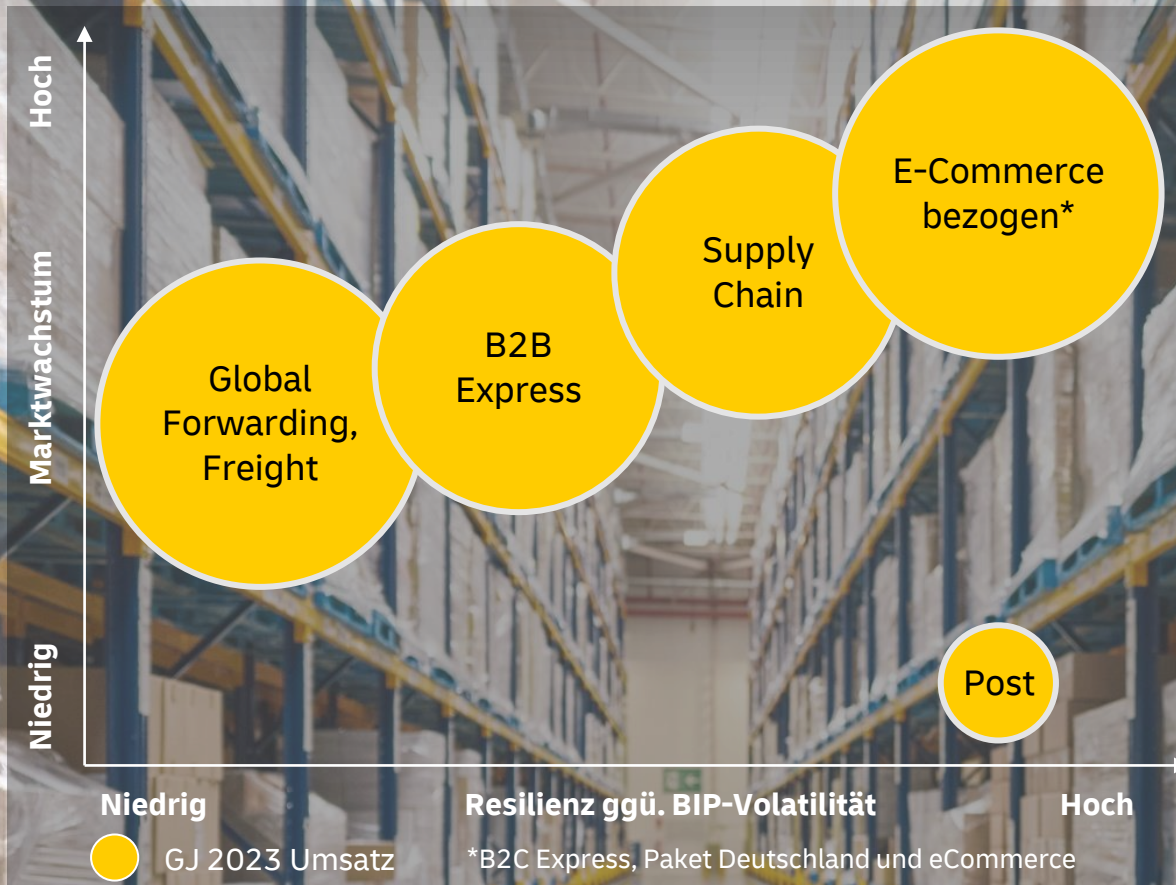 Hoch
Marktwachstum
Niedrig
Global
Forwarding,
Freight
B2B
Express
Supply
Chain
E-Commerce
bezogen*
Post
Niedrig
Resilienz ggü. BIP-Volatilität
Hoch
GJ 2023 Umsatz
*B2C Express, Paket Deutschland und eCommerce